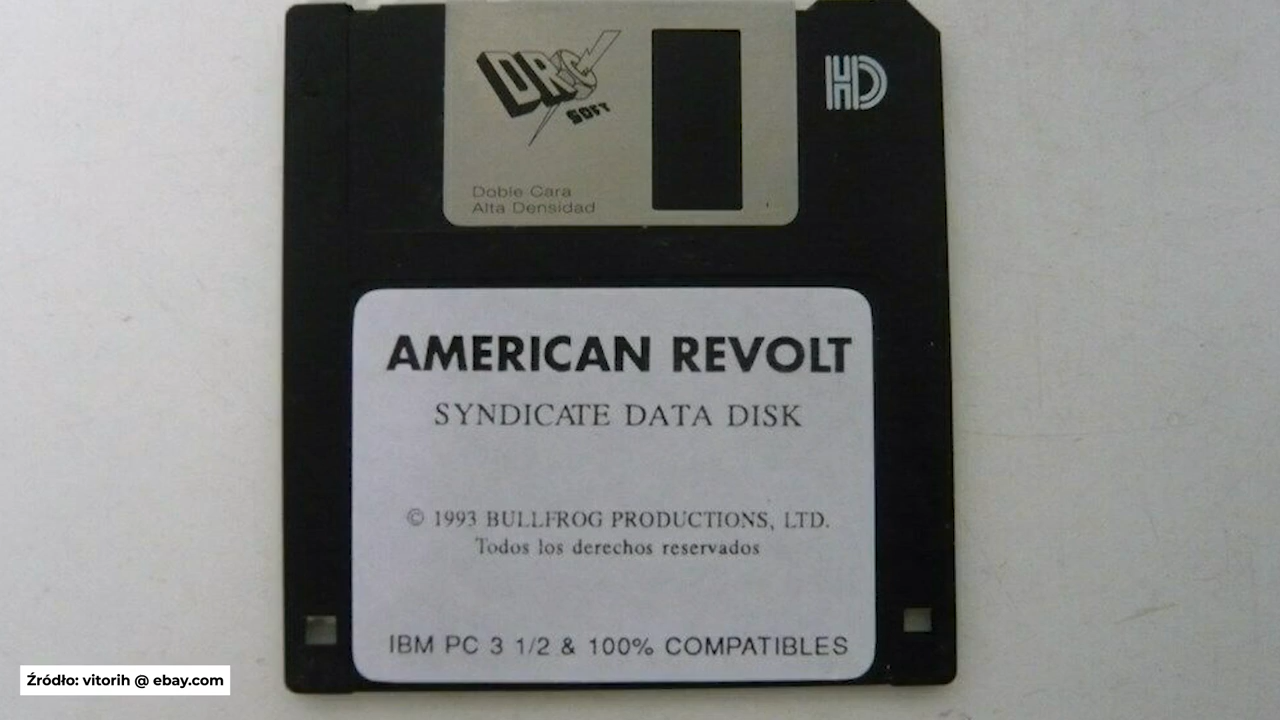 DRO SOFT
HD
Doble Cara
Alta Densidad
AMERICAN REVOLT
SYNDICATE DATA DISK
© 1993 BULLFROG PRODUCTIONS, LTD.
Todos los derechos reservados
IBM PC 3 1/2 & 100% COMPATIBLES
Źródło: vitorih @ ebay.com